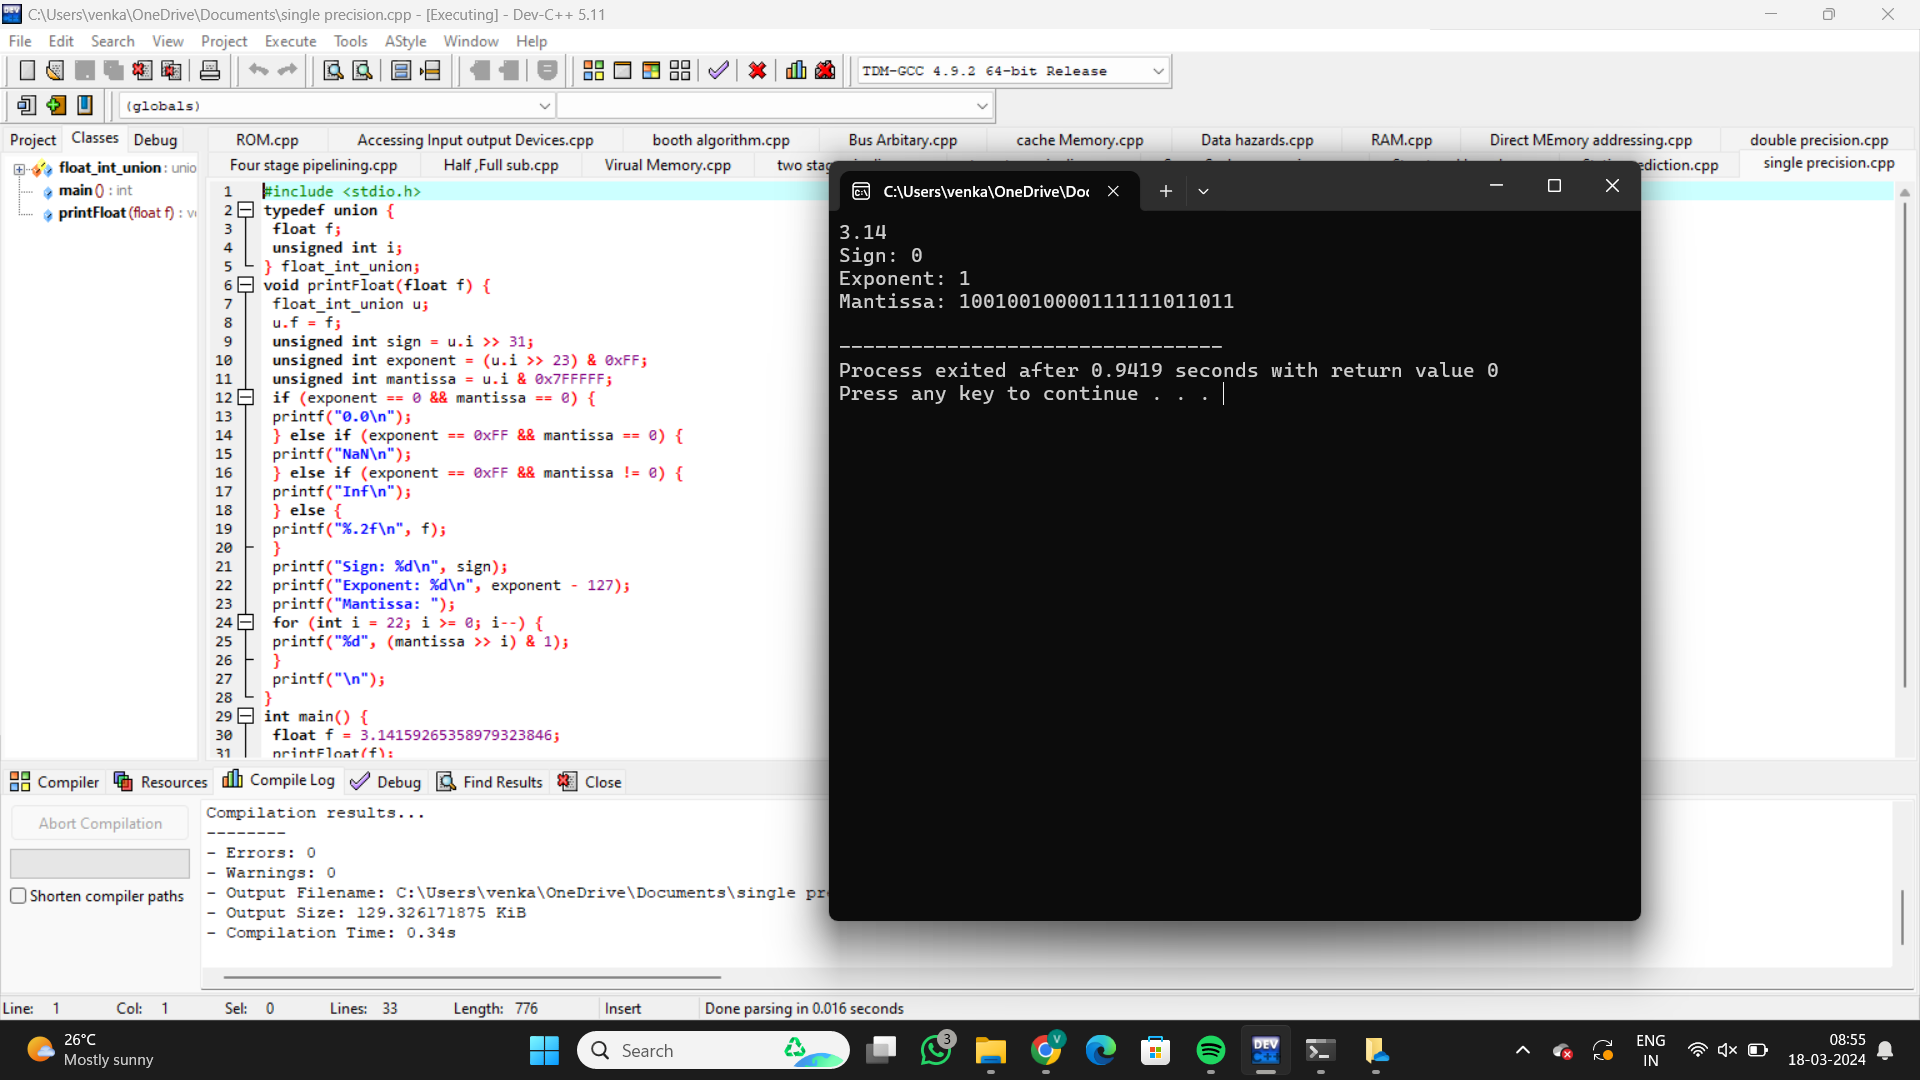 C:\Users\venka\OneDrive\Documents\single precision.cpp - [Executing] - Dev-C++ 5.11
File Edit Search View Project Execute Tools AStyle Window Help
TDM-GCC 4.9.2 64-bit Release
(globals)
Project Classes Debug
ROM.cpp Accessing Input output Devices.cpp booth algorithm.cpp Bus Arbitary.cpp cache Memory.cpp Data hazards.cpp RAM.cpp Direct MEmory addressing.cpp double precision.cpp
Four stage pipelining.cpp Half ,Full sub.cpp Virual Memory.cpp two single precision.cpp
float_int_union : unio
main () : int
printFloat (float f) :
1 #include <stdio.h>
2 typedef union {
3 float f;
4 unsigned int i;
5 } float_int_union;
6 void printFloat(float f) {
7 float_int_union u;
8 u.f = f;
9 unsigned int sign = u.i >> 31;
10 unsigned int exponent = (u.i >> 23) & 0xFF;
11 unsigned int mantissa = u.i & 0x7FFFFF;
12 if (exponent == 0 && mantissa == 0) {
13 printf("0.0\n");
14 } else if (exponent == 0xFF && mantissa == 0) {
15 printf("NaN\n");
16 } else if (exponent == 0xFF && mantissa != 0) {
17 printf("Inf\n");
18 } else {
19 printf("%.2f\n", f);
20 }
21 printf("Sign: %d\n", sign);
22 printf("Exponent: %d\n", exponent - 127);
23 printf("Mantissa: ");
24 for (int i = 22; i >= 0; i--) {
25 printf("%d", (mantissa >> i) & 1);
26 }
27 printf("\n");
28 }
29 int main() {
30 float f = 3.14159265358979323846;
31 printFloat(f);
C:\Users\venka\OneDrive\Doc
3.14
Sign: 0
Exponent: 1
Mantissa: 10010010000111111011011
--------------------------------
Process exited after 0.9419 seconds with return value 0
Press any key to continue . . .
Compiler Resources Compile Log Debug Find Results Close
Abort Compilation
Shorten compiler paths
Compilation results...
--------
- Errors: 0
- Warnings: 0
- Output Filename: C:\Users\venka\OneDrive\Documents\single
- Output Size: 129.326171875 KiB
- Compilation Time: 0.34s
Line: 1 Col: 1 Sel: 0 Lines: 33 Length: 776 Insert Done parsing in 0.016 seconds
26°C
Mostly sunny
Search
3
V
DEV C++
ENG
IN
08:55
18-03-2024